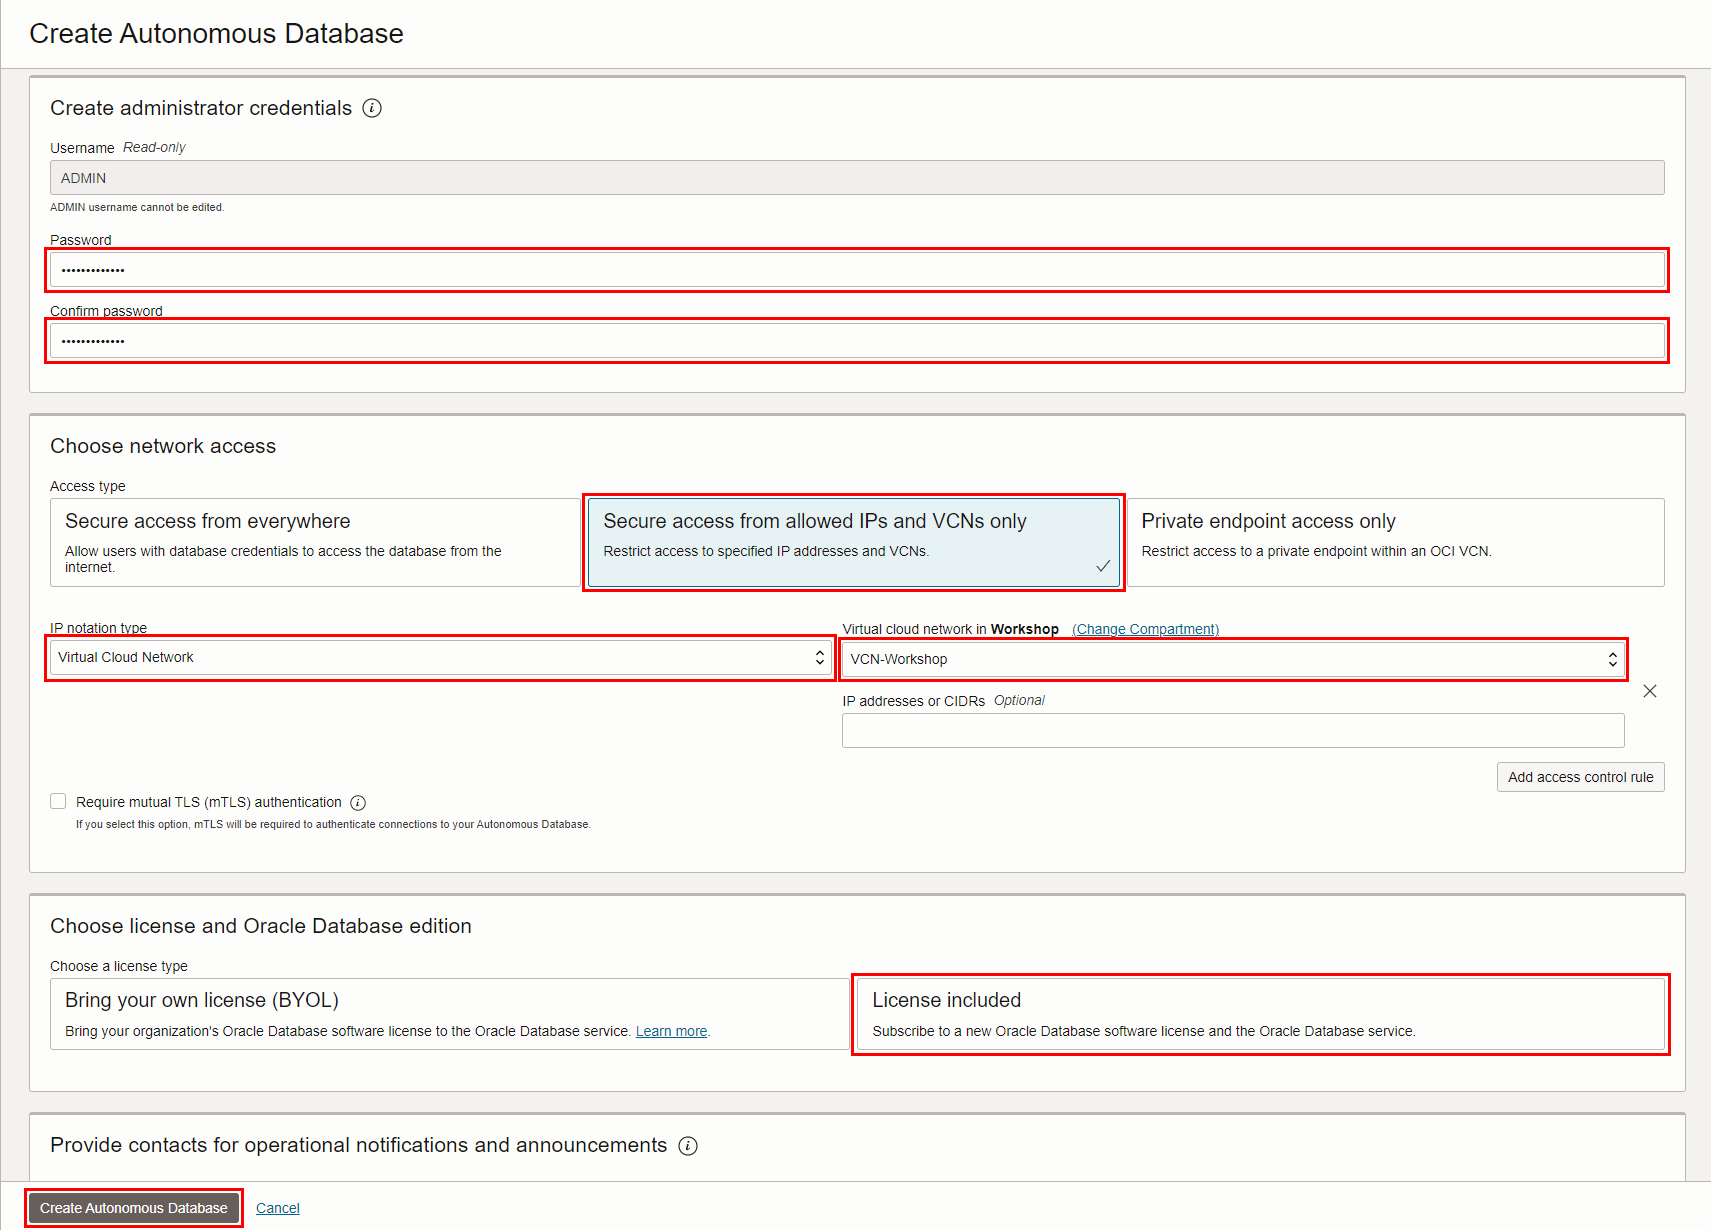 Create Autonomous Database
Create administrator credentials
Username Read-only
ADMIN
ADMIN username cannot be edited.
Password
•••••••••••••
Confirm password
•••••••••••••
Choose network access
Access type
Secure access from everywhere
Allow users with database credentials to access the database from the
internet.
Secure access from allowed IPs and VCNs only
Restrict access to specified IP addresses and VCNs.
Private endpoint access only
Restrict access to a private endpoint within an OCI VCN.
IP notation type
Virtual Cloud Network
Virtual cloud network in Workshop (Change Compartment)
VCN-Workshop
IP addresses or CIDRs Optional
Add access control rule
Require mutual TLS (mTLS) authentication
If you select this option, mTLS will be required to authenticate connections to your Autonomous Database.
Choose license and Oracle Database edition
Choose a license type
Bring your own license (BYOL)
Bring your organization's Oracle Database software license to the Oracle Database service. Learn more.
License included
Subscribe to a new Oracle Database software license and the Oracle Database service.
Provide contacts for operational notifications and announcements
Create Autonomous Database Cancel